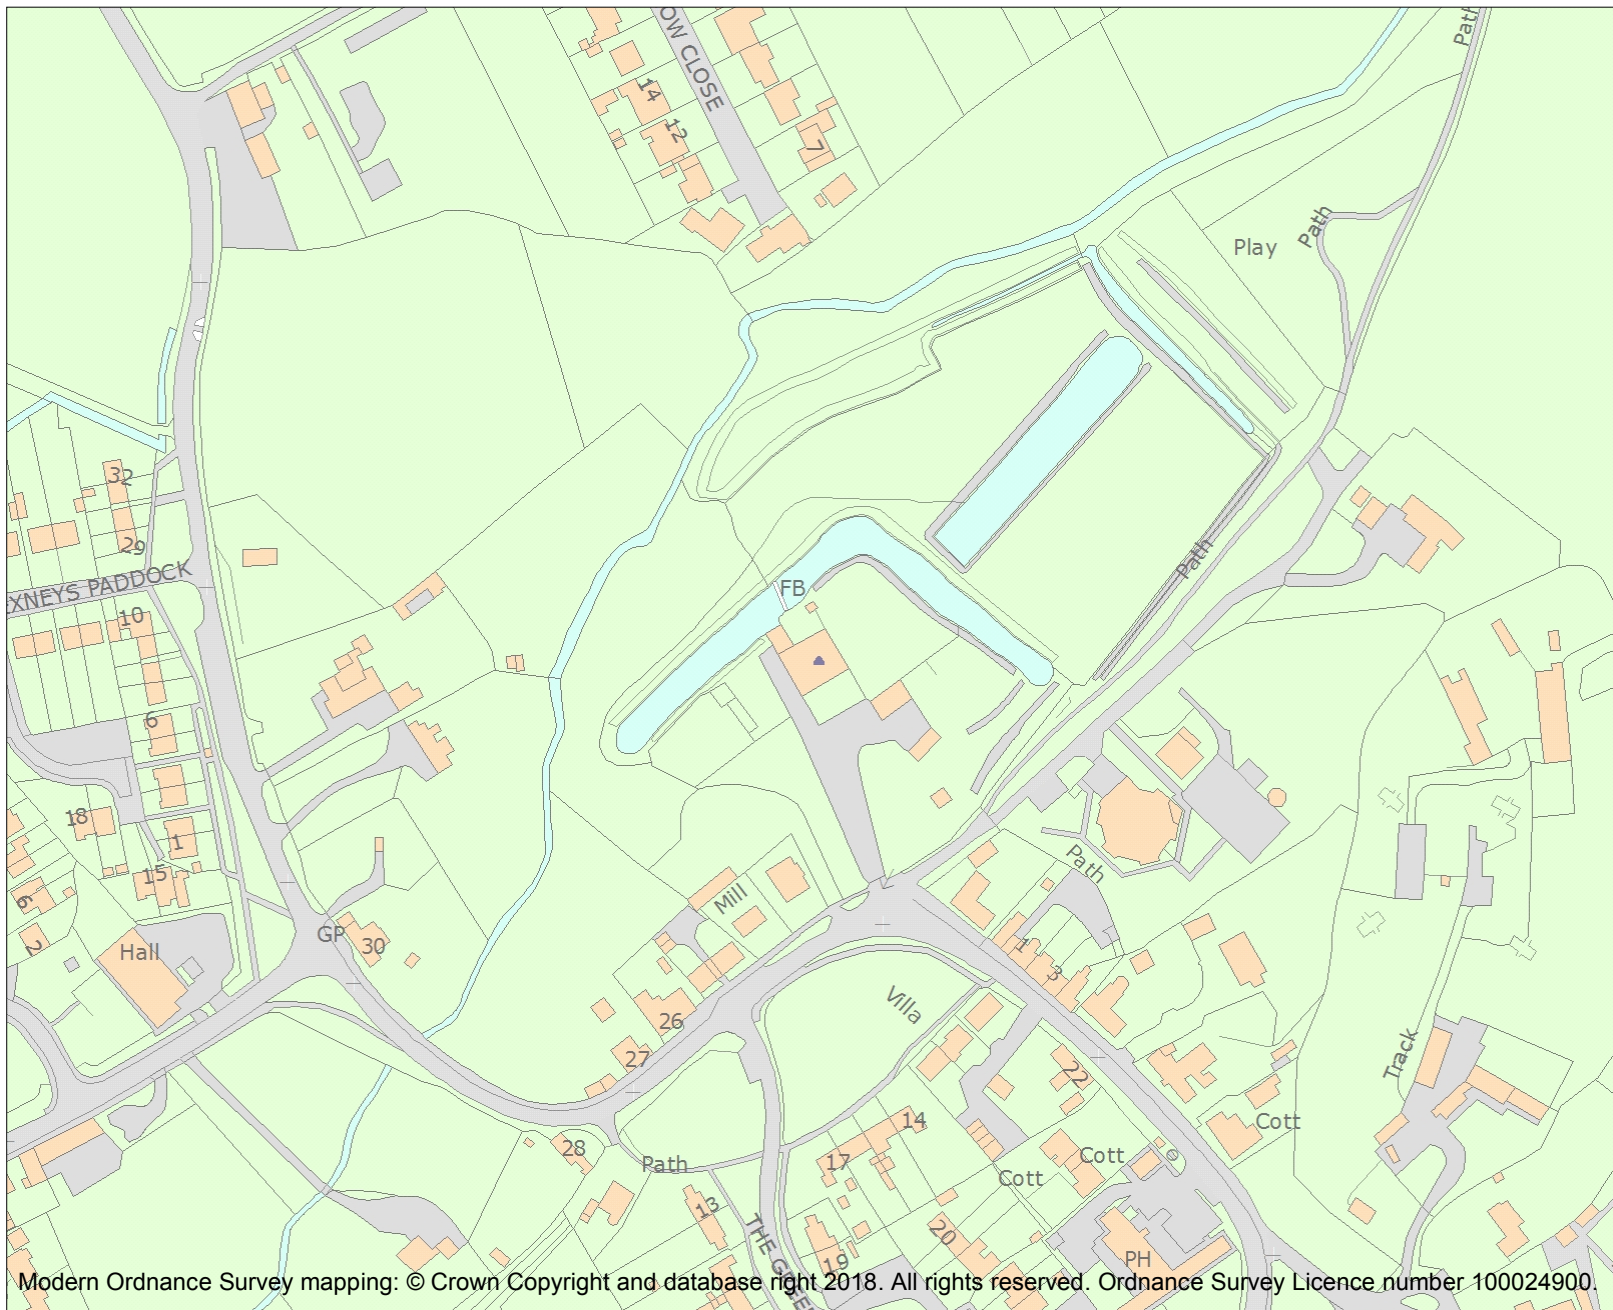 Path
OW CLOSE
14
12
7
Path
Play
32
29
EXNEYS PADDOCK
10
FB
Path
6
18
1
15
6
2
Hall
GP
30
Mill
Path
1
3
Villa
26
27
22
Track
28
Path
14
17
Cott
Cott
Cott
13
THE GREE
19
20
PH
Modern Ordnance Survey mapping: © Crown Copyright and database right 2018. All rights reserved. Ordnance Survey Licence number 100024900.